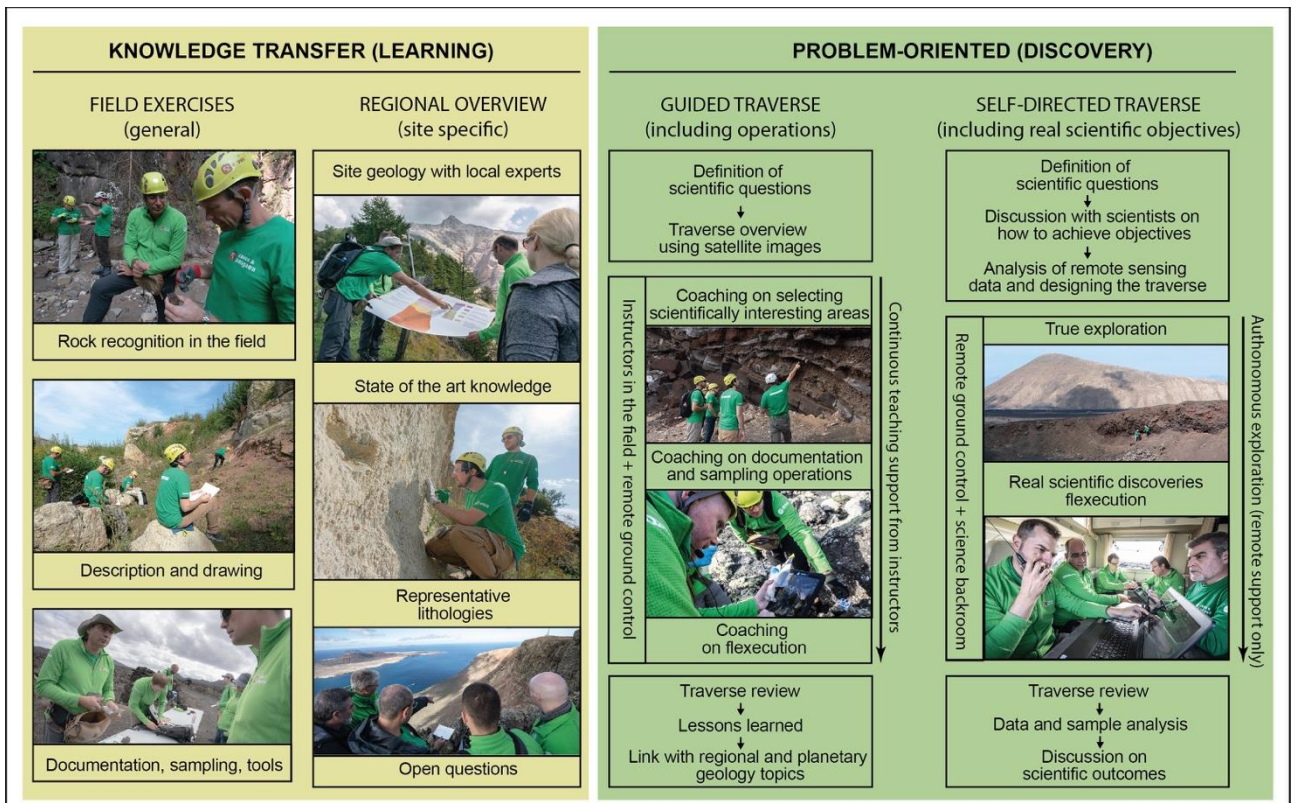 KNOWLEDGE TRANSFER (LEARNING)
FIELD EXERCISES
(general)
Rock recognition in the field
Description and drawing
Documentation, sampling, tools
REGIONAL OVERVIEW
(site specific)
Site geology with local experts
State of the art knowledge
Representative
lithologies
Open questions
PROBLEM-ORIENTED (DISCOVERY)
GUIDED TRAVERSE
(including operations)
Definition of
scientific questions
Traverse overview
using satellite images
Instructors in the field + remote ground control
Coaching on selecting
scientifically interesting areas
Coaching on documentation
and sampling operations
Coaching
on flexecution
Continuous teaching support from instructors
Traverse review
Lessons learned
Link with regional and planetary
geology topics
SELF-DIRECTED TRAVERSE
(including real scientific objectives)
Definition of
scientific questions
Discussion with scientists on
how to achieve objectives
Analysis of remote sensing
data and designing the traverse
Remote ground control + science backroom
True exploration
Real scientific discoveries
flexecution
Authonomous exploration (remote support only)
Traverse review
Data and sample analysis
Discussion on
scientific outcomes